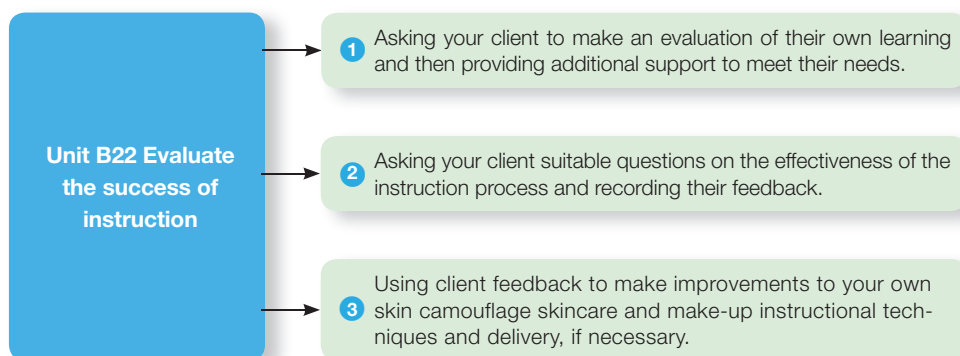 Unit B22 Evaluate
the success of
instruction
1 Asking your client to make an evaluation of their own learning
and then providing additional support to meet their needs.
2 Asking your client suitable questions on the effectiveness of the
instruction process and recording their feedback.
3 Using client feedback to make improvements to your own
skin camouflage skincare and make-up instructional tech-
niques and delivery, if necessary.